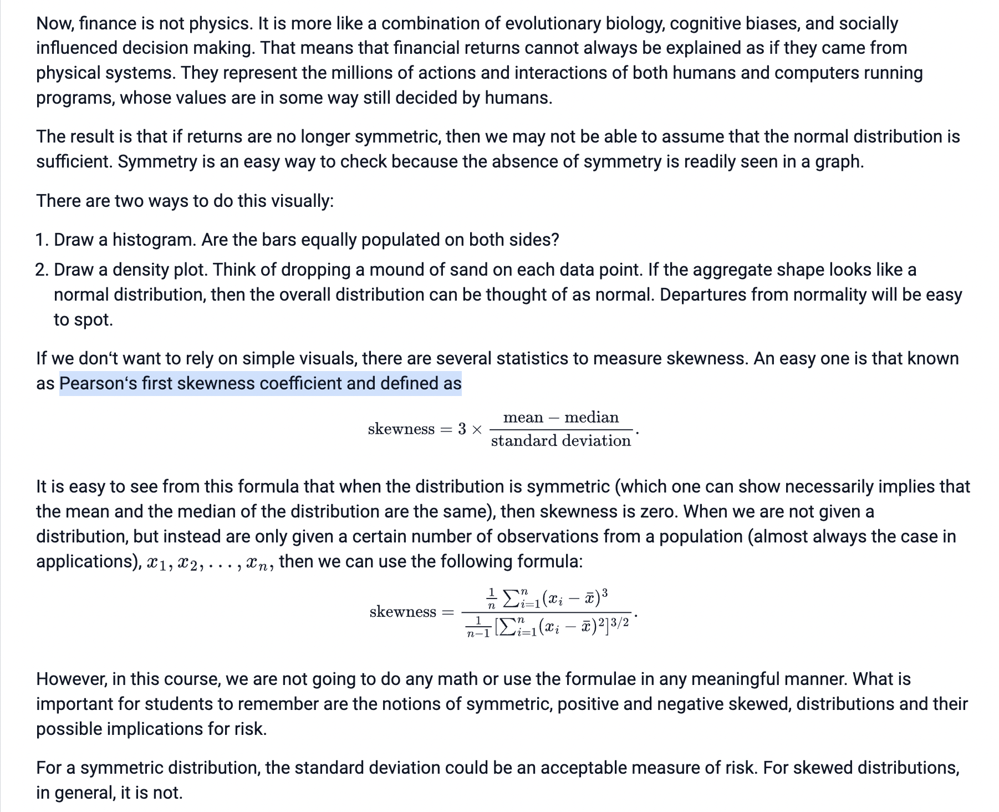 Now, finance is not physics. It is more like a combination of evolutionary biology, cognitive biases, and socially
influenced decision making. That means that financial returns cannot always be explained as if they came from
physical systems. They represent the millions of actions and interactions of both humans and computers running
programs, whose values are in some way still decided by humans.
The result is that if returns are no longer symmetric, then we may not be able to assume that the normal distribution is
sufficient. Symmetry is an easy way to check because the absence of symmetry is readily seen in a graph.
There are two ways to do this visually:
1. Draw a histogram. Are the bars equally populated on both sides?
2. Draw a density plot. Think of dropping a mound of sand on each data point. If the aggregate shape looks like a
normal distribution, then the overall distribution can be thought of as normal. Departures from normality will be easy
to spot.
If we don‘t want to rely on simple visuals, there are several statistics to measure skewness. An easy one is that known
as Pearson‘s first skewness coefficient and defined as
skewness = 3 × \frac{mean − median}{standard deviation}.
It is easy to see from this formula that when the distribution is symmetric (which one can show necessarily implies that
the mean and the median of the distribution are the same), then skewness is zero. When we are not given a
distribution, but instead are only given a certain number of observations from a population (almost always the case in
applications), x_1, x_2, . . . , x_n, then we can use the following formula:
skewness = \frac{\frac{1}{n} \sum_{i=1}^{n} (x_i − \bar{x})^3}{\frac{1}{n−1} [\sum_{i=1}^{n} (x_i − \bar{x})^2]^{3/2}}.
However, in this course, we are not going to do any math or use the formulae in any meaningful manner. What is
important for students to remember are the notions of symmetric, positive and negative skewed, distributions and their
possible implications for risk.
For a symmetric distribution, the standard deviation could be an acceptable measure of risk. For skewed distributions,
in general, it is not.